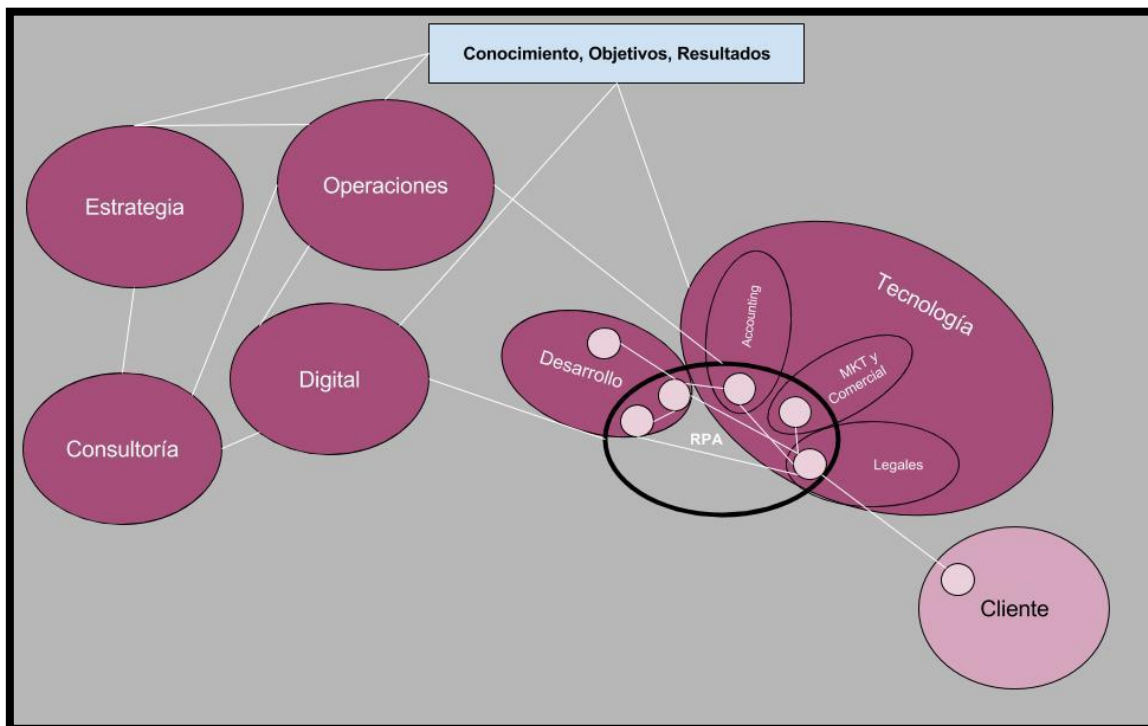 Conocimiento, Objetivos, Resultados
Estrategia
Operaciones
Tecnología
Accounting
Desarrollo
MKT y
Comercial
Digital
RPA
Consultoría
Legales
Cliente